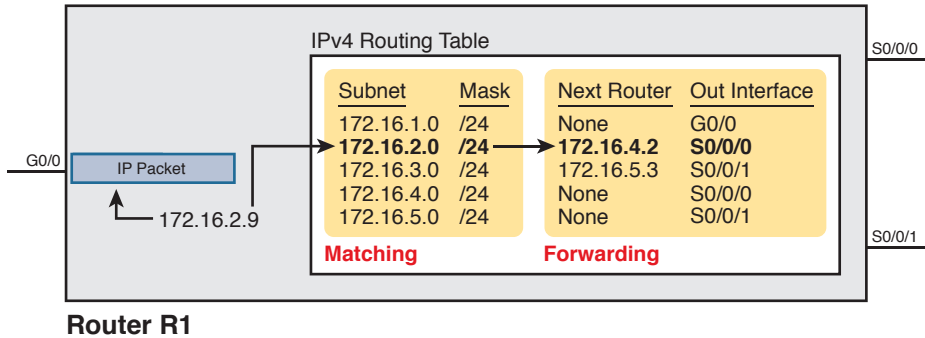 IPv4 Routing Table
S0/0/0
Subnet Mask Next Router Out Interface
172.16.1.0 /24 None G0/0
172.16.2.0 /24 172.16.4.2 S0/0/0
172.16.3.0 /24 172.16.5.3 S0/0/1
172.16.4.0 /24 None S0/0/0
172.16.5.0 /24 None S0/0/1
G0/0
IP Packet
172.16.2.9
Matching Forwarding
S0/0/1
Router R1